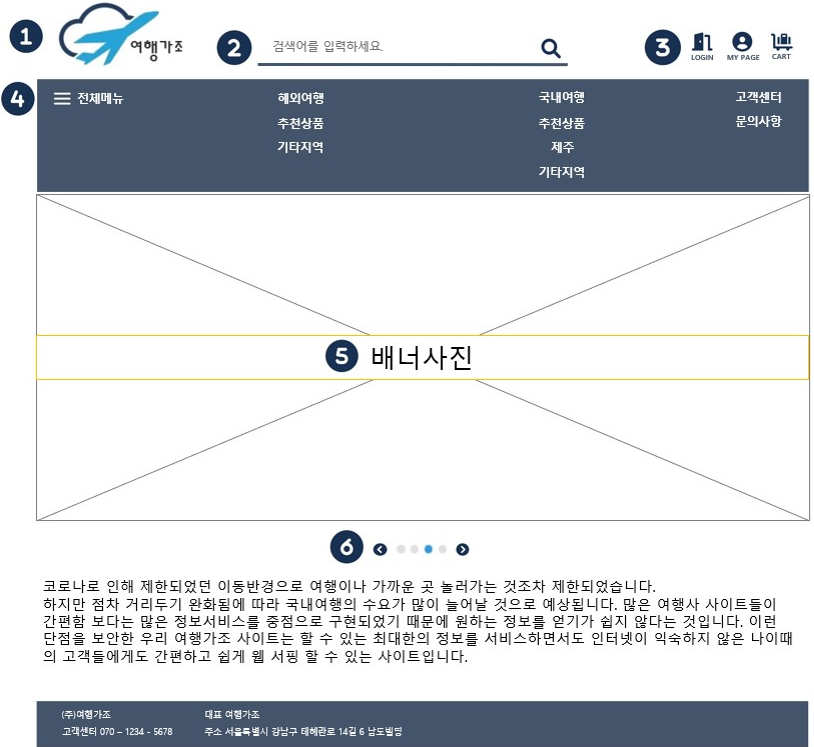 1
여행가조
2 검색어를 입력하세요.
3
LOGIN MY PAGE CART
4 전체메뉴 해외여행 국내여행 고객센터
추천상품 추천상품 문의사항
기타지역 제주
기타지역
5 배너사진
6
코로나로 인해 제한되었던 이동반경으로 여행이나 가까운 곳 놀러가는 것조차 제한되었습니다.
하지만 점차 거리두기 완화됨에 따라 국내여행의 수요가 많이 늘어날 것으로 예상됩니다. 많은 여행사 사이트들이
간편함 보다는 많은 정보서비스를 중점으로 구현되었기 때문에 원하는 정보를 얻기가 쉽지 않다는 것입니다. 이런
단점을 보안한 우리 여행가조 사이트는 할 수 있는 최대한의 정보를 서비스하면서도 인터넷이 익숙하지 않은 나이때
의 고객들에게도 간편하고 쉽게 웹 서핑 할 수 있는 사이트입니다.
(주)여행가조 대표 여행가조
고객센터 070 – 1234 - 5678 주소 서울특별시 강남구 테헤란로 14길 6 남도빌딩